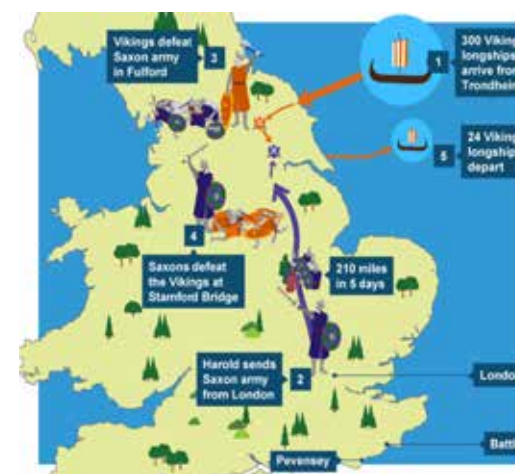 Vikings defeat
Saxon army
in Fulford
3
1
300 Viking
longships
arrive from
Trondheim
24 Viking
longships
depart
5
4
Saxons defeat
the Vikings at
Stamford Bridge
210 miles
in 5 days
Harold sends
Saxon army
from London
2
Pevensey